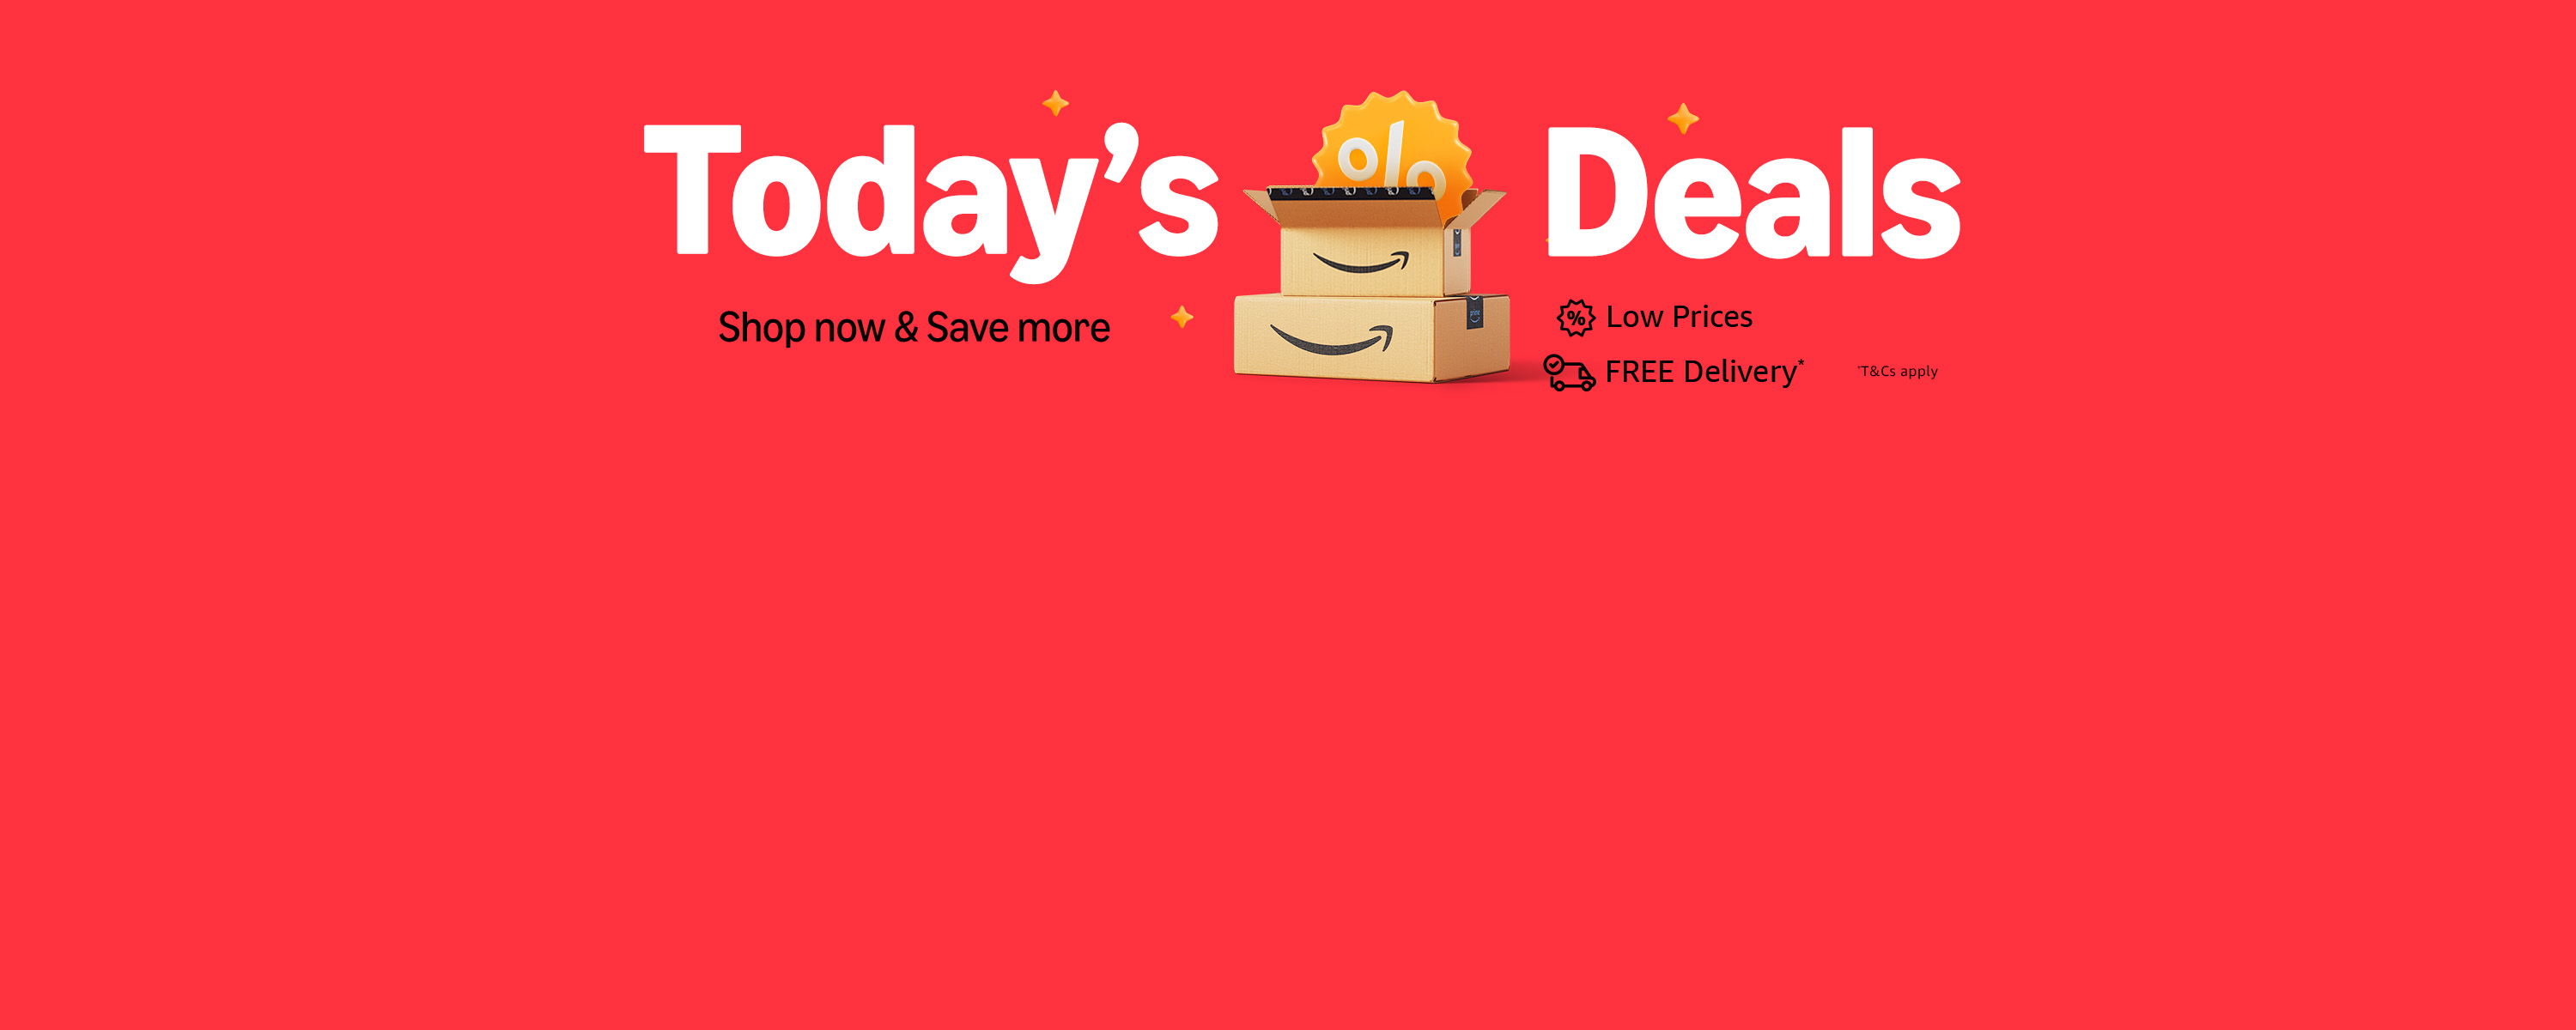 Today’s Deals
Shop now & Save more
% Low Prices
FREE Delivery*
*T&Cs apply